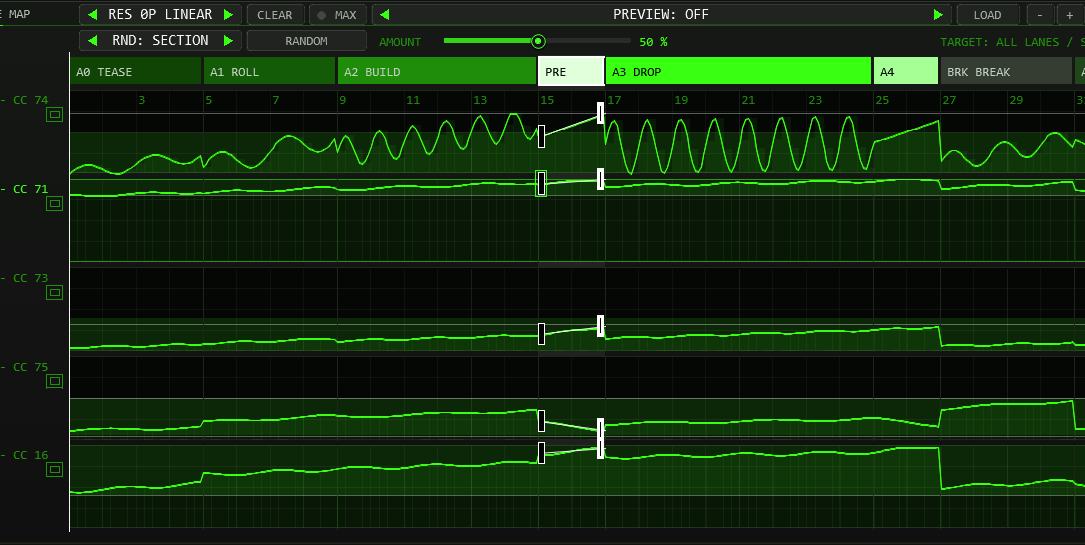 MAP RES 0P LINEAR CLEAR MAX PREVIEW: OFF LOAD - +
RND: SECTION RANDOM AMOUNT 50 % TARGET: ALL LANES /
A0 TEASE A1 ROLL A2 BUILD PRE A3 DROP A4 BRK BREAK
- CC 74 3 5 7 9 11 13 15 17 19 21 23 25 27 29
- CC 71
- CC 73
- CC 75
- CC 16